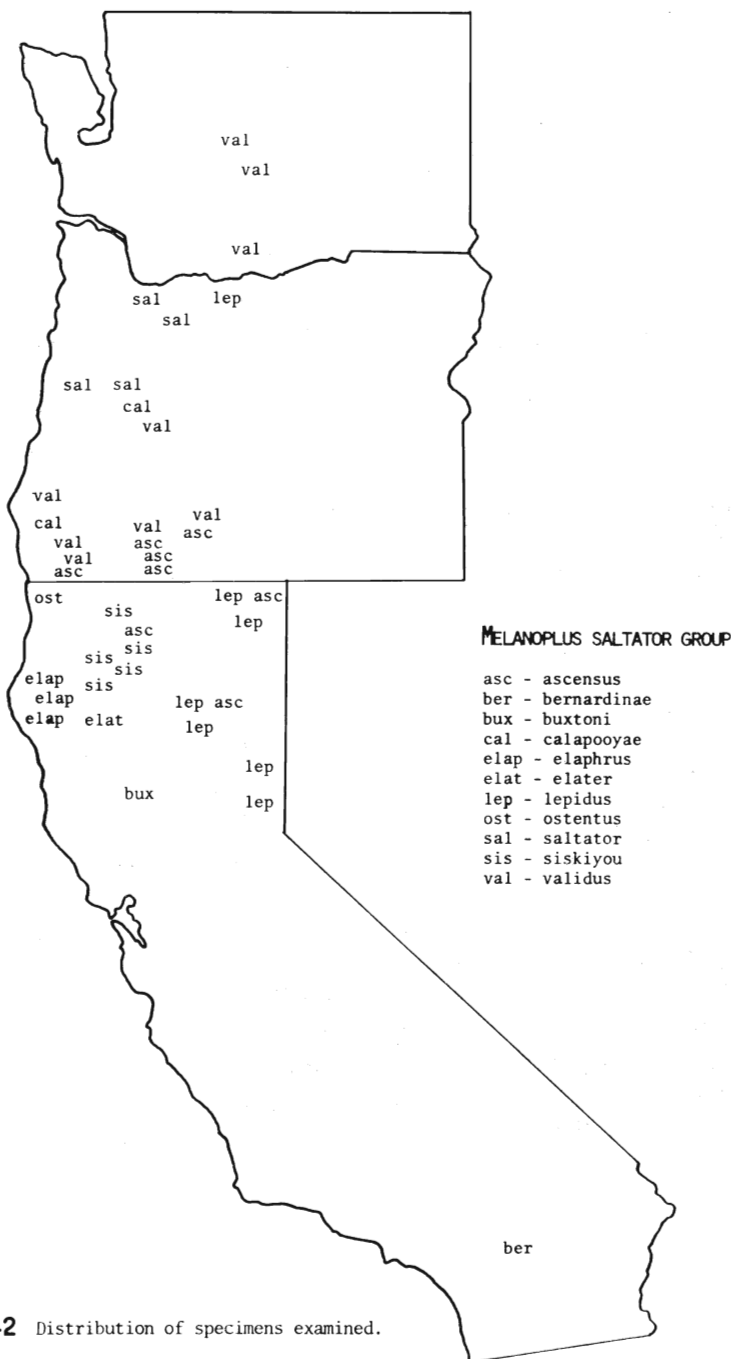 val
val
val
sal lep
sal
sal sal
cal
val
val
cal val val
val asc asc
val asc
asc asc
ost lep asc
sis lep
asc
sis
sis
elap sis
sis
elap lep asc
elap elat lep
lep
bux lep
MELANOPLUS SALTATOR GROUP
asc - ascensus
ber - bernardinae
bux - buxtoni
cal - calapooyae
elap - elaphrus
elat - elater
lep - lepidus
ost - ostentus
sal - saltator
sis - siskiyou
val - validus
ber
2 Distribution of specimens examined.